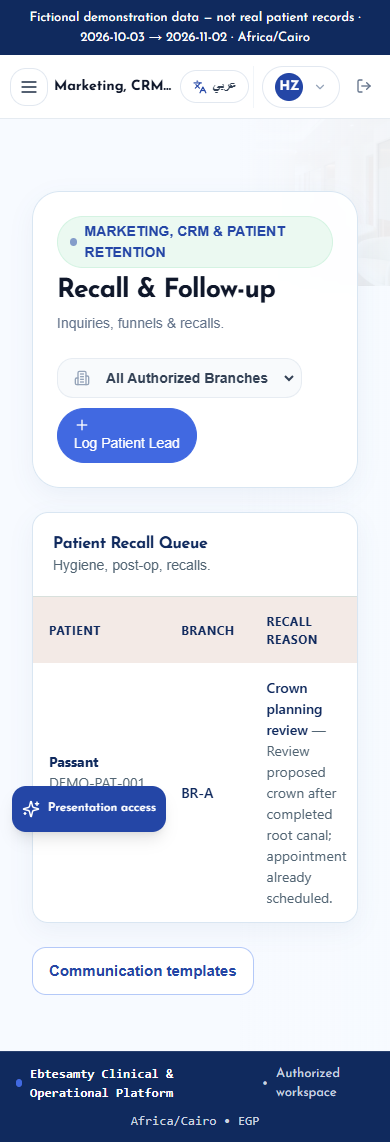 Fictional demonstration data — not real patient records ·
2026-10-03 → 2026-11-02 · Africa/Cairo
Marketing, CRM...
عربي
HZ
MARKETING, CRM & PATIENT
RETENTION
Recall & Follow-up
Inquiries, funnels & recalls.
All Authorized Branches
Log Patient Lead
Patient Recall Queue
Hygiene, post-op, recalls.
PATIENT
BRANCH
RECALL
REASON
Passant
DEMO-PAT-001
BR-A
Crown
planning
review —
Review
proposed
crown after
completed
root canal;
appointment
already
scheduled.
Presentation access
Communication templates
Ebtesamty Clinical &
Operational Platform
• Authorized
workspace
Africa/Cairo • EGP